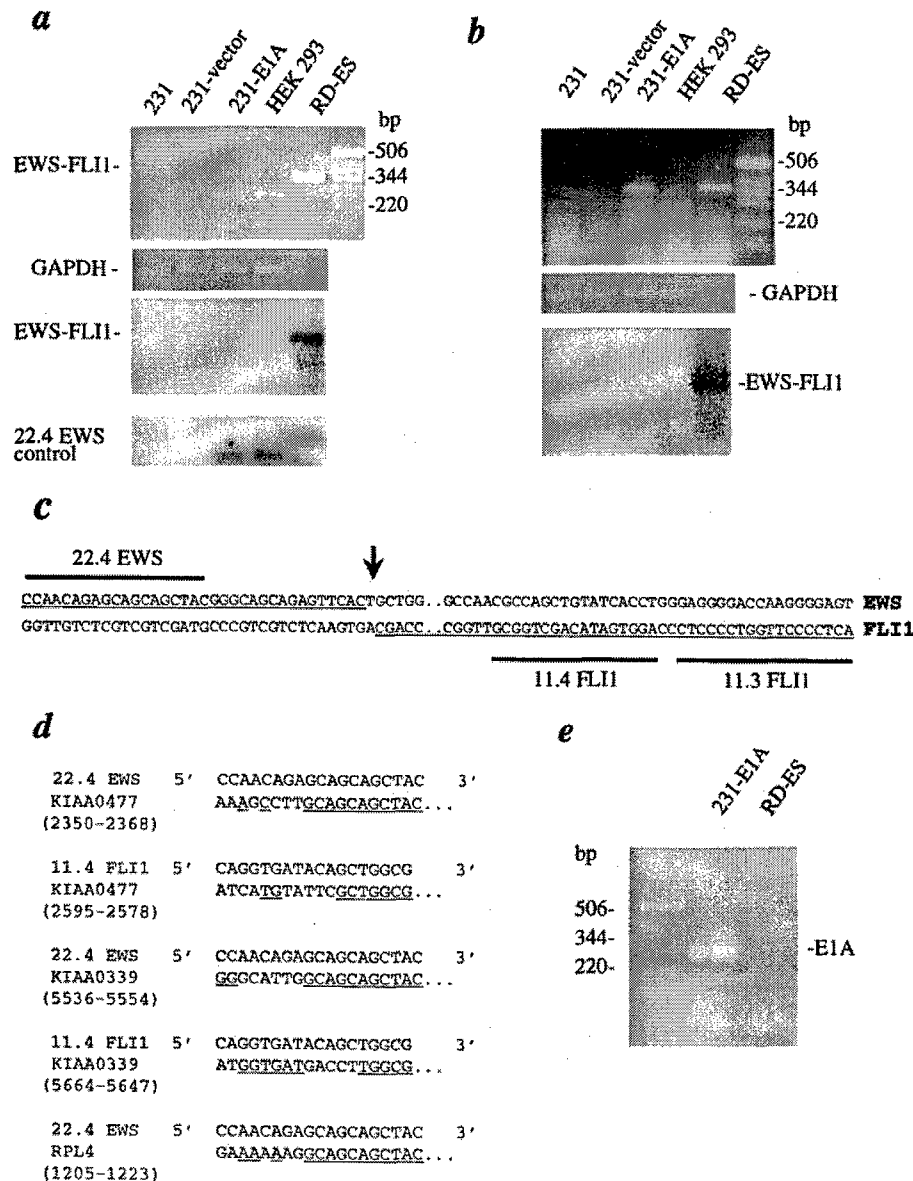 a
231
231-vector
231-E1A
HEK 293
RD-ES
bp
EWS-FLI1-
-506
-344
-220
GAPDH -
EWS-FLI1-
22.4 EWS
control
b
231
231-vector
231-E1A
HEK 293
RD-ES
bp
-506
-344
-220
- GAPDH
-EWS-FLI1
c
22.4 EWS
CCAACAGAGCAGCAGCTACGGGCAGCAGAGTTCACTGCTGG...GCCAACGCCAGCTGTATCACCTGGGAGGGGACCAAGGGGAGT EWS
GGTTGTCTCGTCGTCGATGCCCGTCGTCTCAAGTGACGACC...CGGTTGCGGTCGACATAGTGGACCCTCCCCTGGTTCCCCTCA FLI1
11.4 FLI1 11.3 FLI1
d
22.4 EWS 5' CCAACAGAGCAGCAGCTAC 3'
KIAA0477 AAAGCCTTGCAGCAGCTAC...
(2350-2368)
11.4 FLI1 5' CAGGTGATACAGCTGGCG 3'
KIAA0477 ATCATGTATTCGCTGGCG...
(2595-2578)
22.4 EWS 5' CCAACAGAGCAGCAGCTAC 3'
KIAA0339 GGGCATTGGCAGCAGCTAC...
(5536-5554)
11.4 FLI1 5' CAGGTGATACAGCTGGCG 3'
KIAA0339 ATGGTGATGACCTTGGCG...
(5664-5647)
22.4 EWS 5' CCAACAGAGCAGCAGCTAC 3'
RPL4 GAAAAAAGGCAGCAGCTAC...
(1205-1223)
e
231-E1A
RD-ES
bp
506-
344-
220-
-E1A